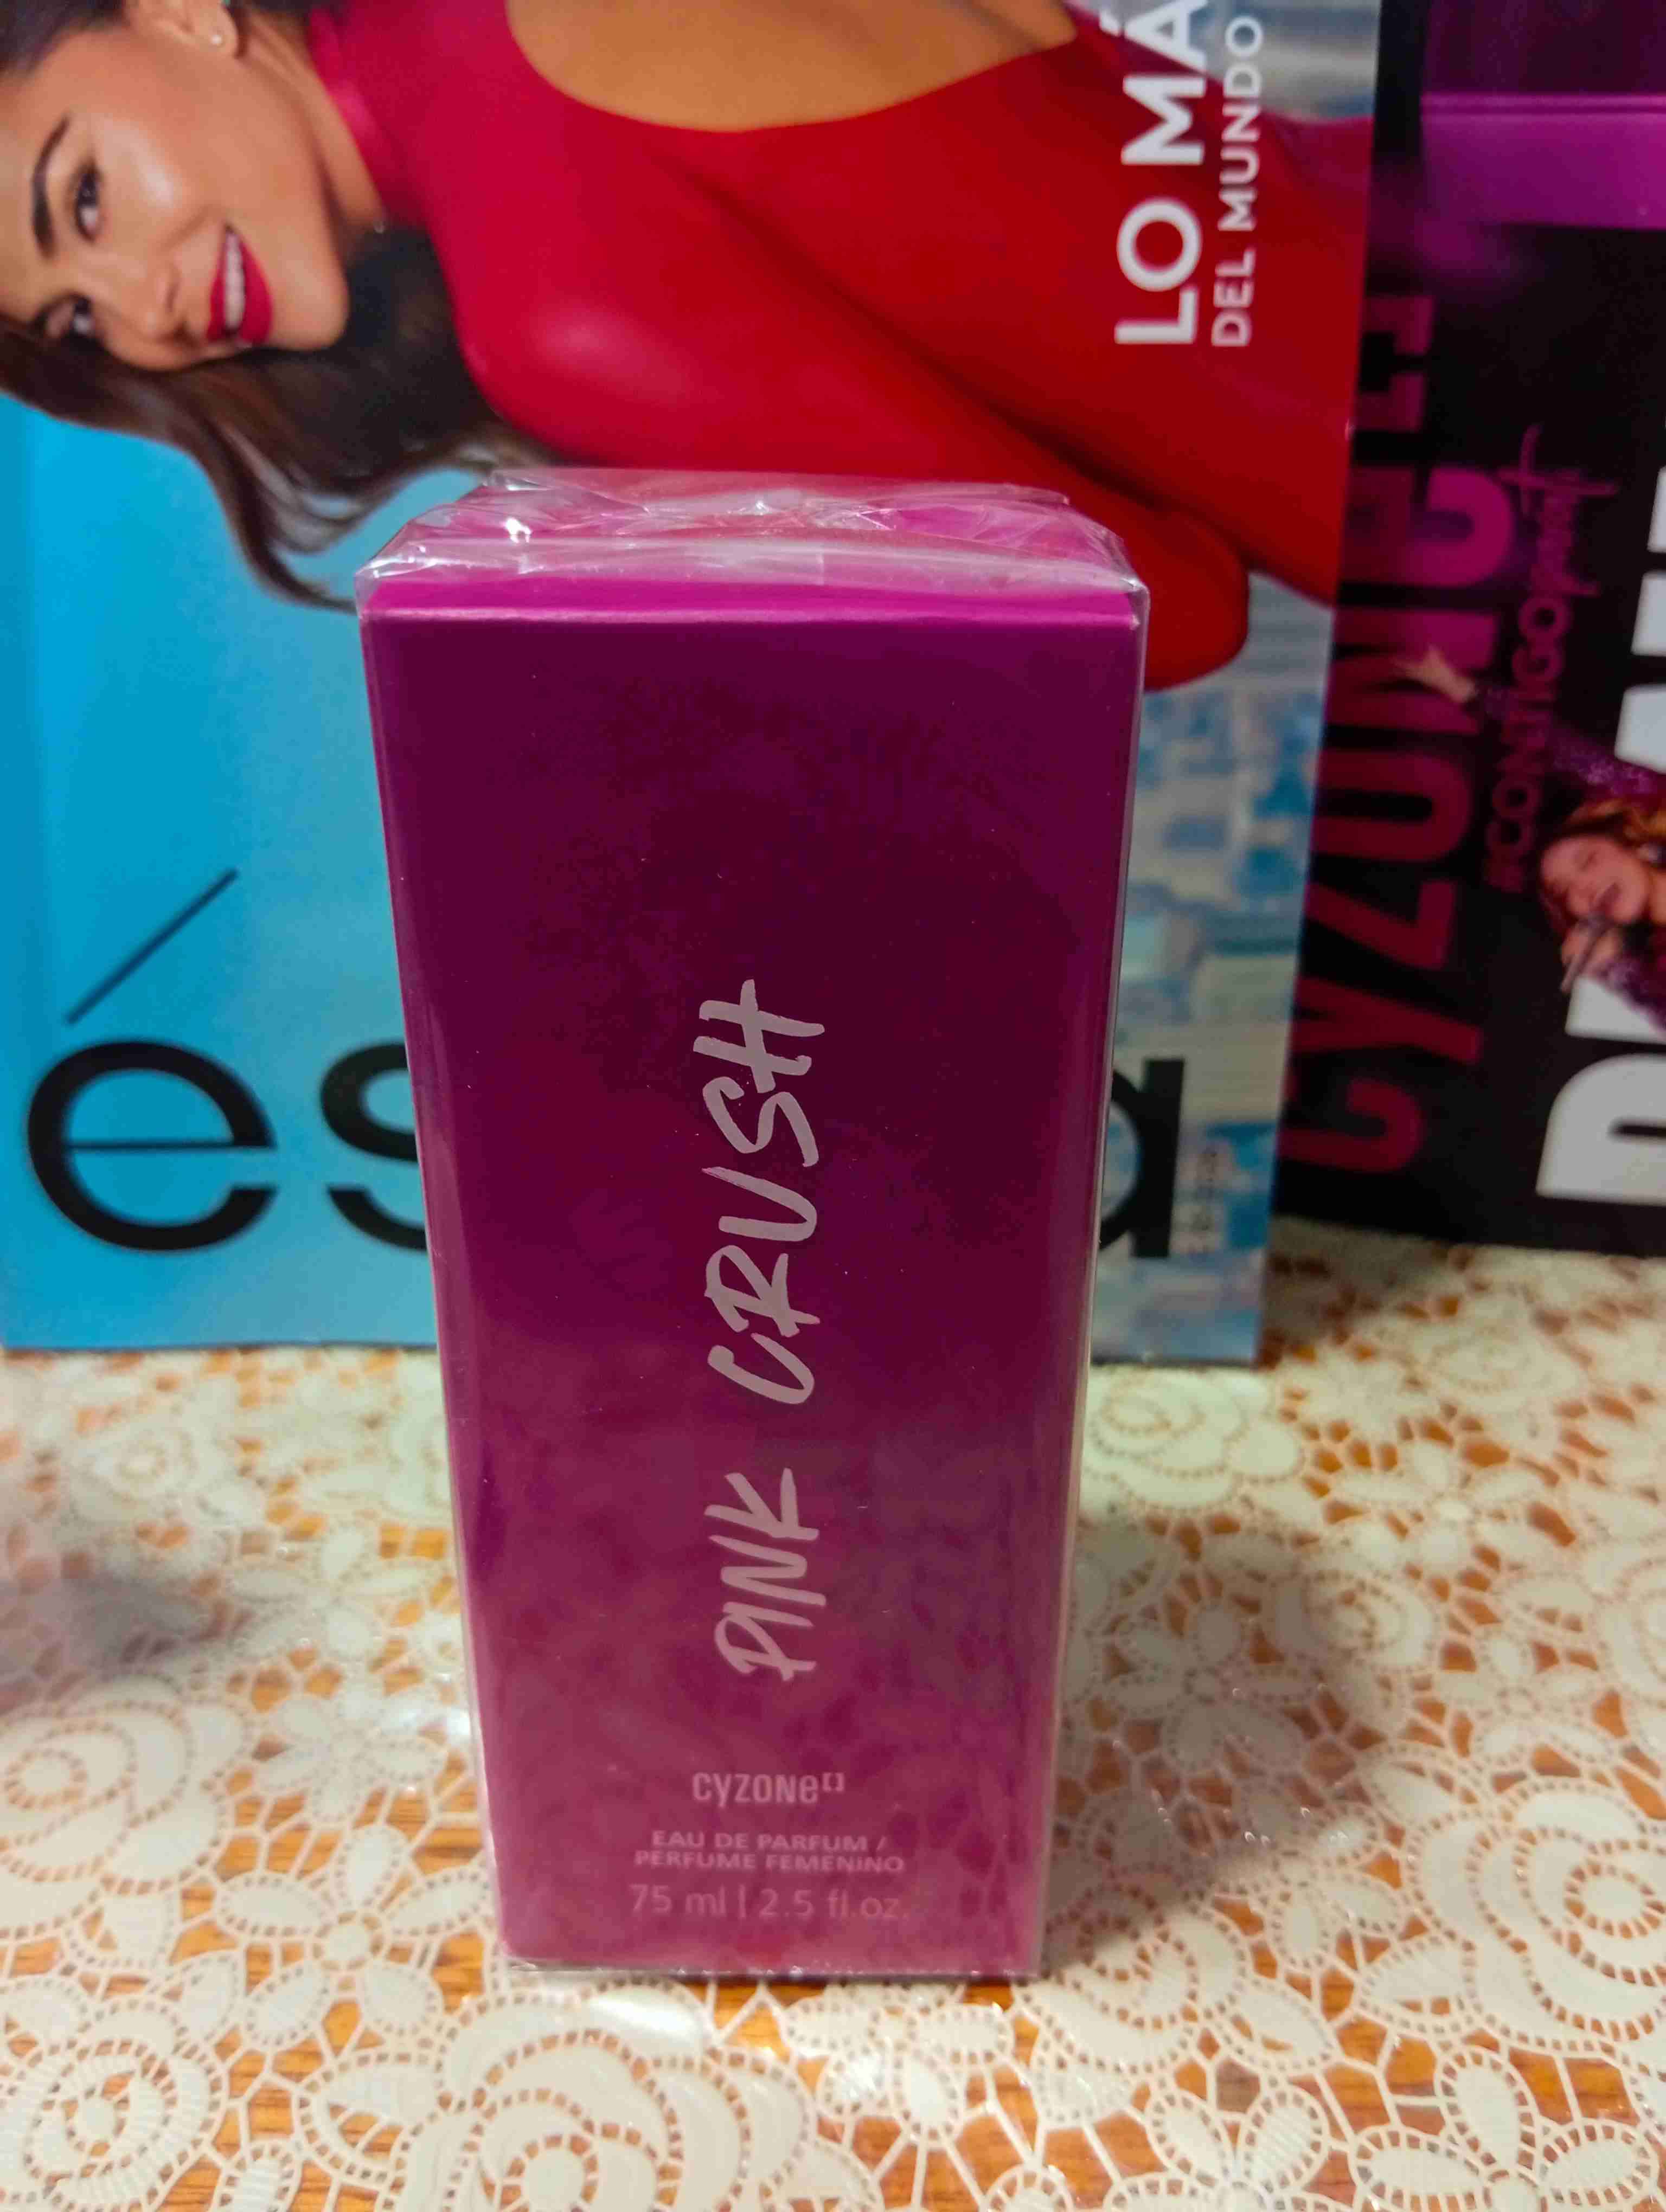 LO MÁ
DEL MUNDO
és
a
CYZONE
#CONTIGOpost
PINK CRUSH
cyzone[]
EAU DE PARFUM /
PERFUME FEMENINO
75 ml | 2.5 fl.oz.